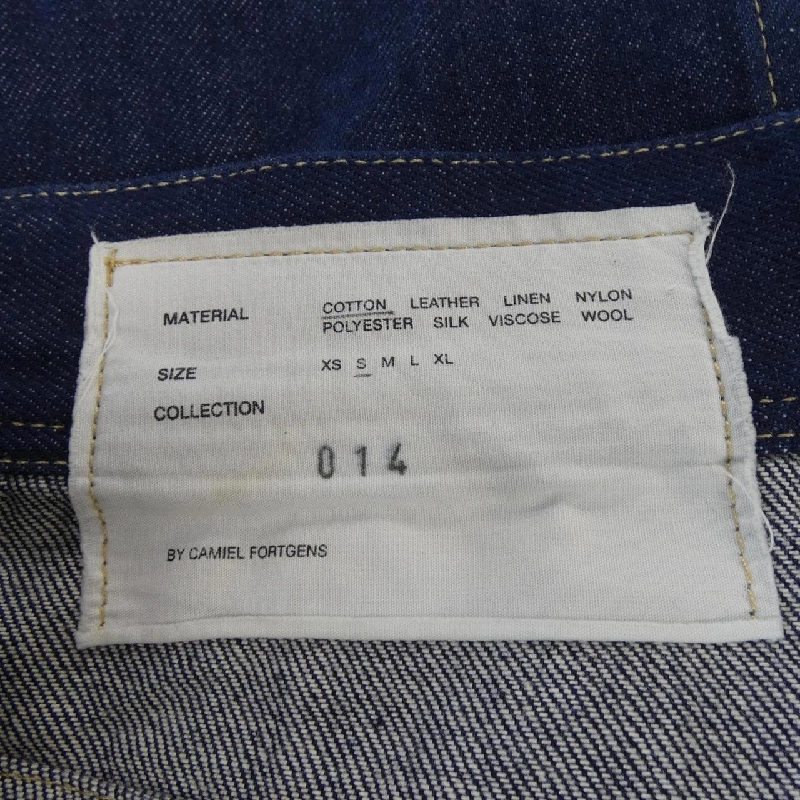 MATERIAL COTTON LEATHER LINEN NYLON
POLYESTER SILK VISCOSE WOOL
SIZE XS S M L XL
COLLECTION
014
BY CAMIEL FORTGENS